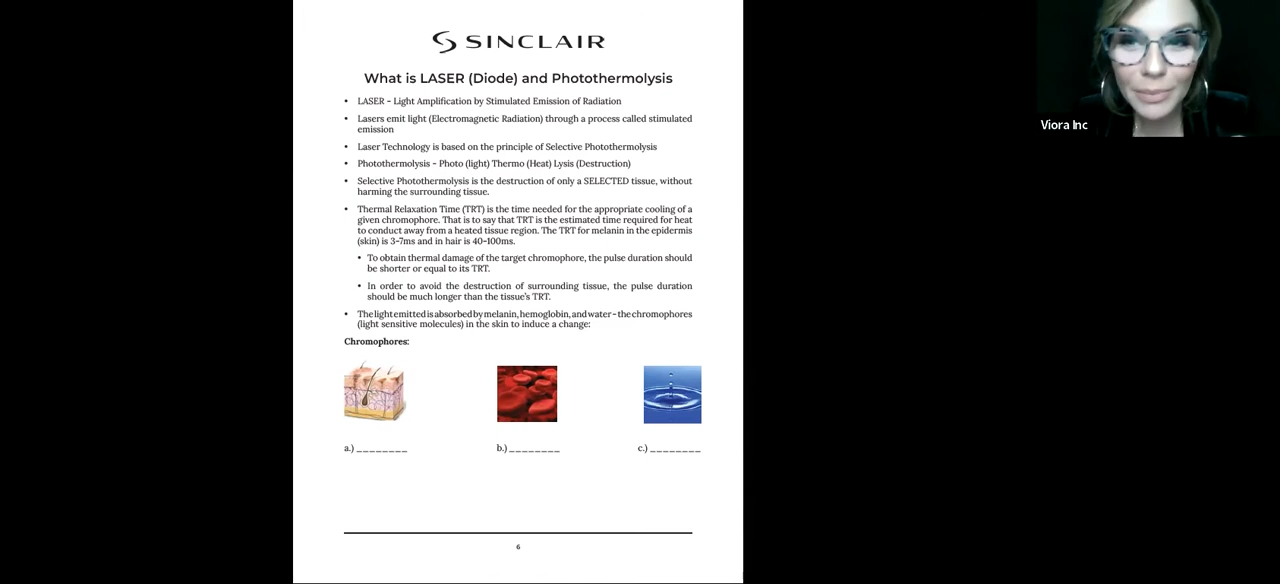 SINCLAIR
What is LASER (Diode) and Photothermolysis
• LASER - Light Amplification by Stimulated Emission of Radiation
• Lasers emit light (Electromagnetic Radiation) through a process called stimulated
emission
• Laser Technology is based on the principle of Selective Photothermolysis
• Photothermolysis - Photo (light) Thermo (Heat) Lysis (Destruction)
• Selective Photothermolysis is the destruction of only a SELECTED tissue, without
harming the surrounding tissue.
• Thermal Relaxation Time (TRT) is the time needed for the appropriate cooling of a
given chromophore. That is to say that TRT is the estimated time required for heat
to conduct away from a heated tissue region. The TRT for melanin in the epidermis
(skin) is 3-7ms and in hair is 40-100ms.
• To obtain thermal damage of the target chromophore, the pulse duration should
be shorter or equal to its TRT.
• In order to avoid the destruction of surrounding tissue, the pulse duration
should be much longer than the tissue's TRT.
• The light emitted is absorbed by melanin, hemoglobin, and water - the chromophores
(light sensitive molecules) in the skin to induce a change:
Chromophores:
a.) ________ b.) ________ c.) ________
6
Viora Inc